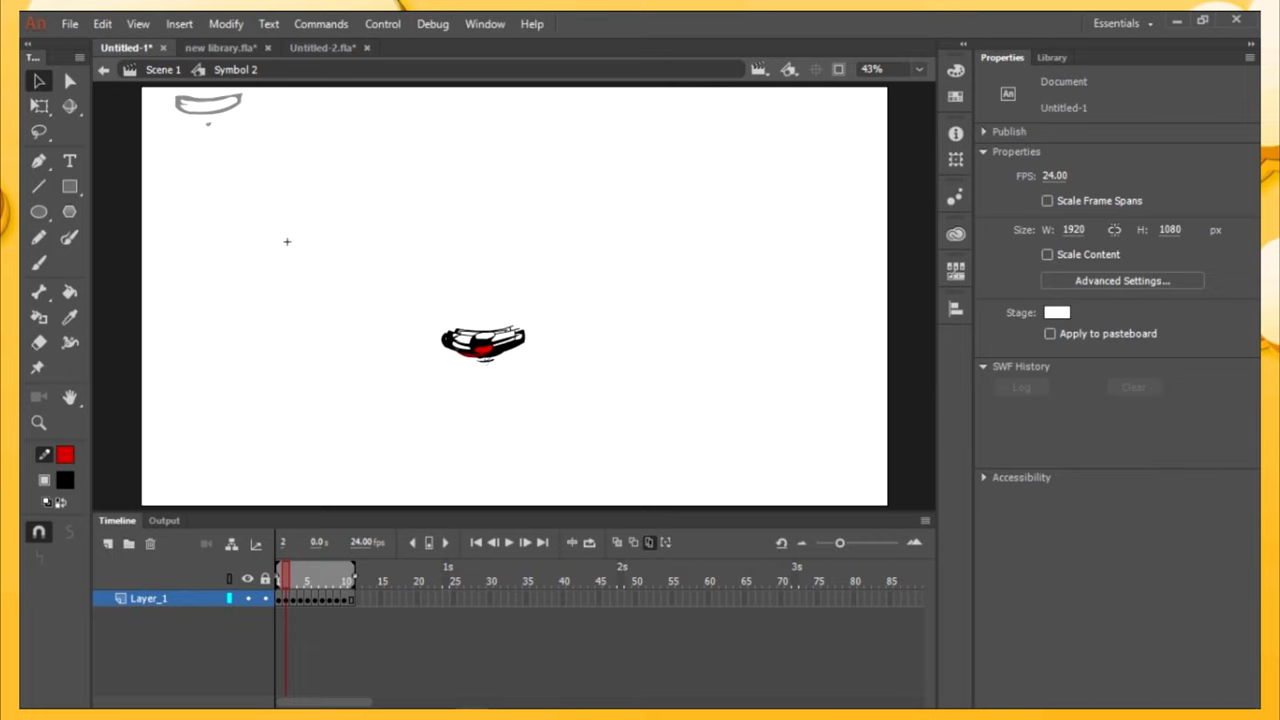 An File Edit View Insert Modify Commands Text Control Debug Window Help Essentials
Untitled-1* × new library.fla* × Untitled-2.fla* ×
T...
Scene 1 Symbol 2 43%
Properties Library
Document
An
Untitled-1
Publish
Properties
FPS: 24.00
Scale Frame Spans
Size: W: 1920 H: 1080 px
Scale Content
Advanced Settings...
Stage:
Apply to pasteboard
SWF History
Log Clear
Accessibility
T
S
Timeline Output
2 0.0 s 24.00 fps
1s 2s 3s
5 10 15 20 25 30 35 40 45 50 55 60 65 70 75 80 85
Layer_1